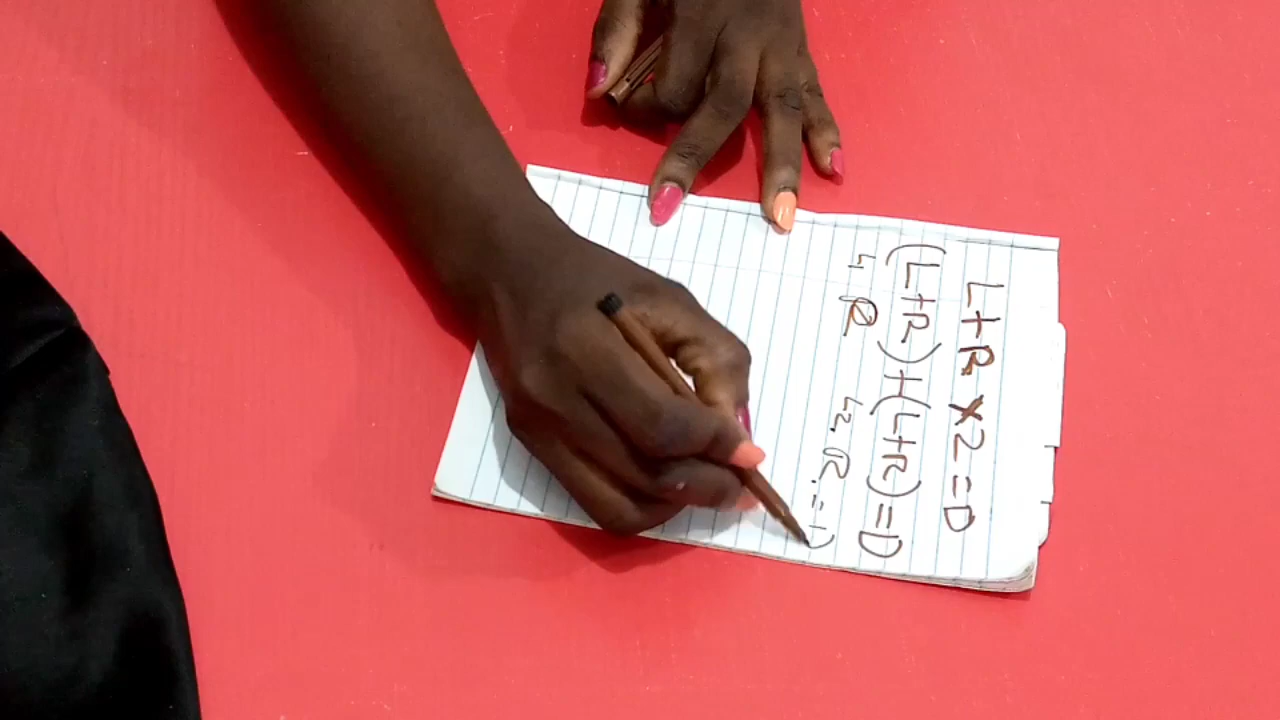 L+R X2=D
(L+R)+(L+R)=D
R R =